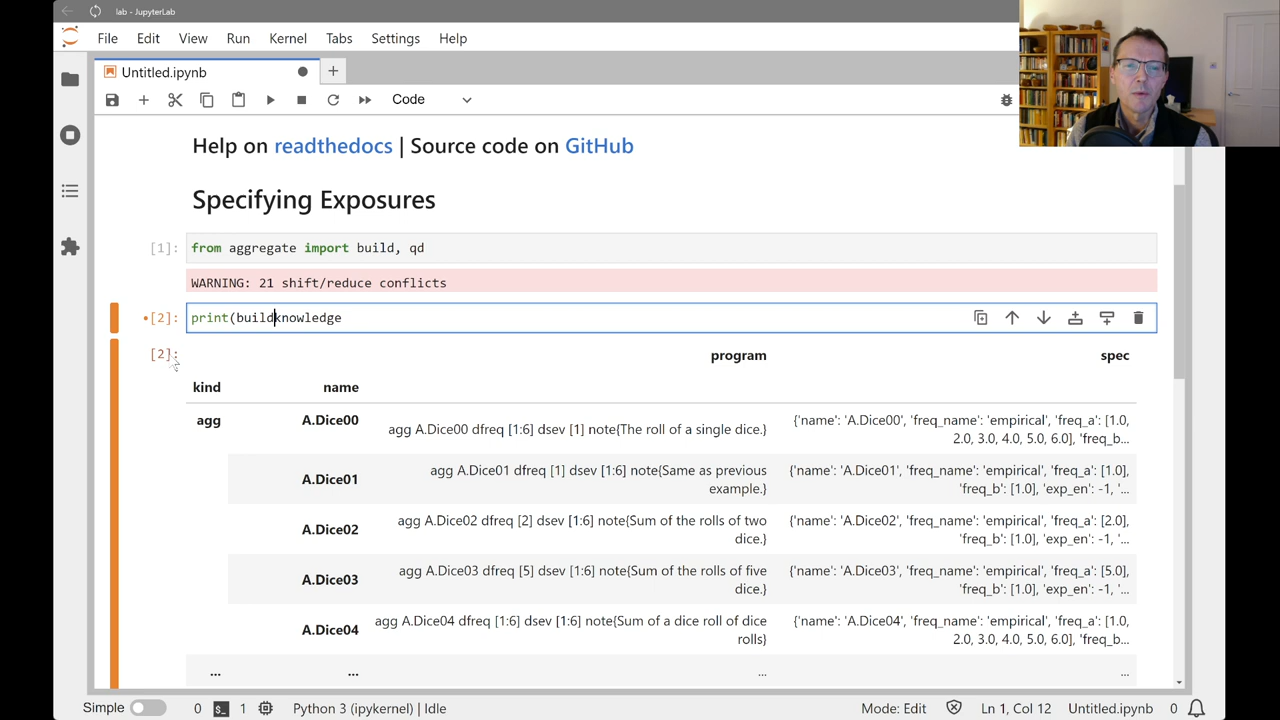 lab - JupyterLab
File Edit View Run Kernel Tabs Settings Help
Untitled.ipynb
Code
Help on readthedocs | Source code on GitHub
Specifying Exposures
[1]: from aggregate import build, qd
WARNING: 21 shift/reduce conflicts
[2]: print(buildknowledge
[2]: program spec
kind name
agg A.Dice00 agg A.Dice00 dfreq [1:6] dsev [1] note{The roll of a single dice.} {'name': 'A.Dice00', 'freq_name': 'empirical', 'freq_a': [1.0,
2.0, 3.0, 4.0, 5.0, 6.0], 'freq_b...
A.Dice01 agg A.Dice01 dfreq [1] dsev [1:6] note{Same as previous {'name': 'A.Dice01', 'freq_name': 'empirical', 'freq_a': [1.0],
example.} 'freq_b': [1.0], 'exp_en': -1, '...
A.Dice02 agg A.Dice02 dfreq [2] dsev [1:6] note{Sum of the rolls of two {'name': 'A.Dice02', 'freq_name': 'empirical', 'freq_a': [2.0],
dice.} 'freq_b': [1.0], 'exp_en': -1, '...
A.Dice03 agg A.Dice03 dfreq [5] dsev [1:6] note{Sum of the rolls of five {'name': 'A.Dice03', 'freq_name': 'empirical', 'freq_a': [5.0],
dice.} 'freq_b': [1.0], 'exp_en': -1, '...
A.Dice04 agg A.Dice04 dfreq [1:6] dsev [1:6] note{Sum of a dice roll of dice {'name': 'A.Dice04', 'freq_name': 'empirical', 'freq_a': [1.0,
rolls} 2.0, 3.0, 4.0, 5.0, 6.0], 'freq_b...
... ... ... ...
Simple 0 1 Python 3 (ipykernel) | Idle Mode: Edit Ln 1, Col 12 Untitled.ipynb 0